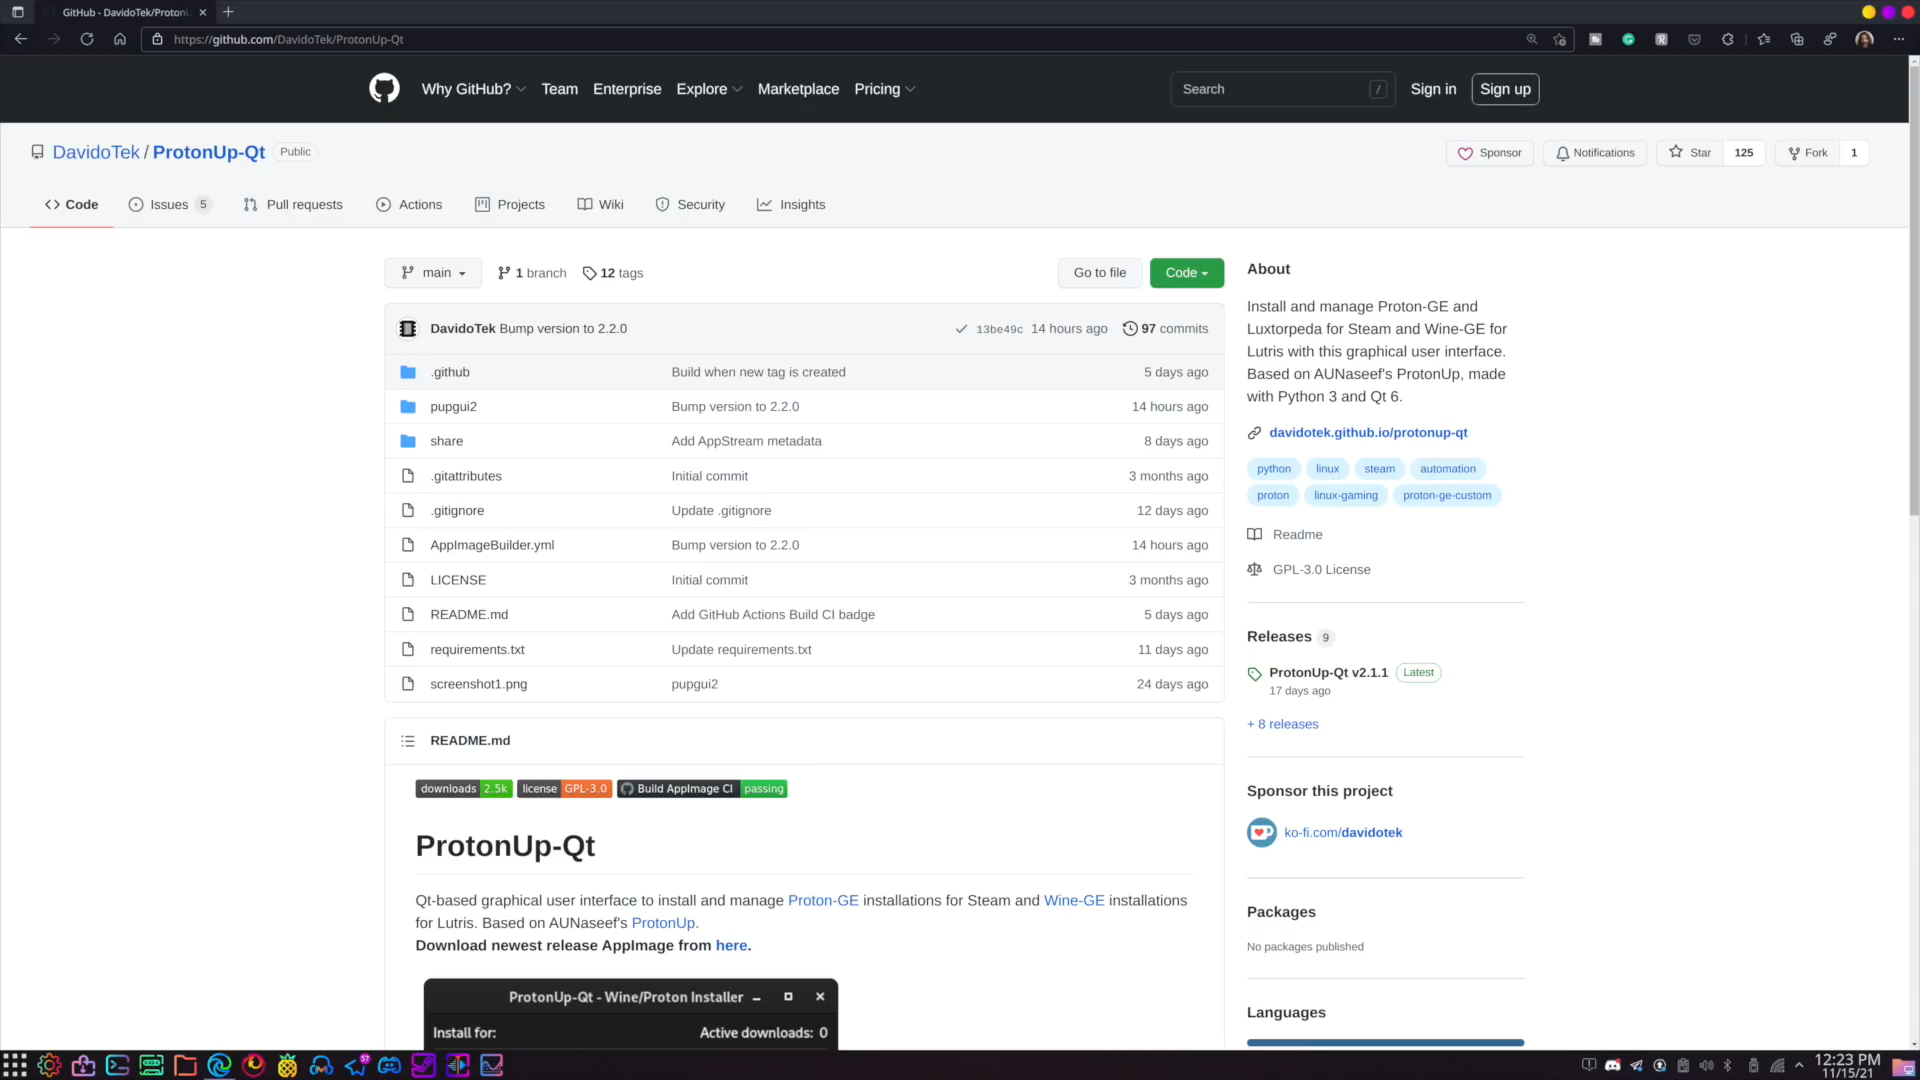 GitHub - DavidoTek/ProtonU
https://github.com/DavidoTek/ProtonUp-Qt
Why GitHub?
Team
Enterprise
Explore
Marketplace
Pricing
Search
/
Sign in
Sign up
DavidoTek / ProtonUp-Qt
Public
Sponsor
Notifications
Star
125
Fork
1
Code
Issues
5
Pull requests
Actions
Projects
Wiki
Security
Insights
main
1 branch
12 tags
Go to file
Code
DavidoTek Bump version to 2.2.0
13be49c
14 hours ago
97 commits
.github
Build when new tag is created
5 days ago
pupgui2
Bump version to 2.2.0
14 hours ago
share
Add AppStream metadata
8 days ago
.gitattributes
Initial commit
3 months ago
.gitignore
Update .gitignore
12 days ago
AppImageBuilder.yml
Bump version to 2.2.0
14 hours ago
LICENSE
Initial commit
3 months ago
README.md
Add GitHub Actions Build CI badge
5 days ago
requirements.txt
Update requirements.txt
11 days ago
screenshot1.png
pupgui2
24 days ago
README.md
downloads 2.5k
license GPL-3.0
Build AppImage CI passing
ProtonUp-Qt
Qt-based graphical user interface to install and manage Proton-GE installations for Steam and Wine-GE installations
for Lutris. Based on AUNaseef's ProtonUp.
Download newest release AppImage from here.
ProtonUp-Qt - Wine/Proton Installer
Install for:
Active downloads: 0
About
Install and manage Proton-GE and
Luxtorpeda for Steam and Wine-GE for
Lutris with this graphical user interface.
Based on AUNaseef's ProtonUp, made
with Python 3 and Qt 6.
davidotek.github.io/protonup-qt
python
linux
steam
automation
proton
linux-gaming
proton-ge-custom
Readme
GPL-3.0 License
Releases 9
ProtonUp-Qt v2.1.1
Latest
17 days ago
+ 8 releases
Sponsor this project
ko-fi.com/davidotek
Packages
No packages published
Languages
57
12:23 PM
11/15/21